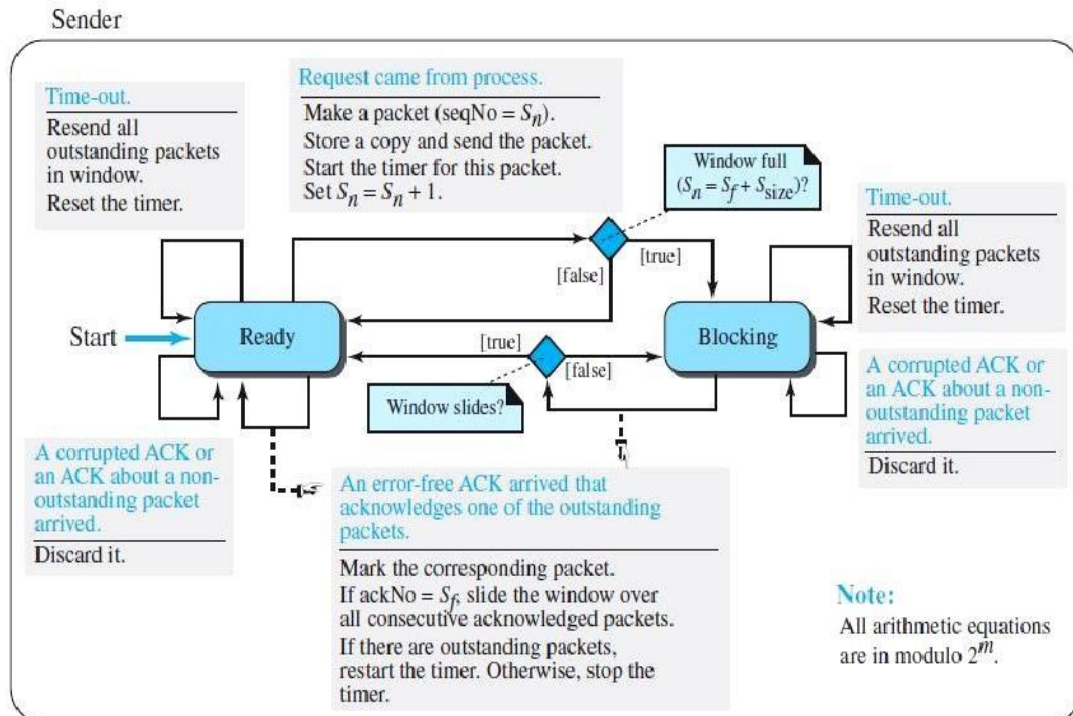 Sender
Time-out.
Resend all
outstanding packets
in window.
Reset the timer.
Request came from process.
Make a packet (seqNo = Sn).
Store a copy and send the packet.
Start the timer for this packet.
Set Sn = Sn + 1.
Window full
(Sn = Sf + Ssize)?
Time-out.
Resend all
outstanding packets
in window.
Reset the timer.
[false]
[true]
Start
Ready
[true]
[false]
Blocking
Window slides?
A corrupted ACK or
an ACK about a non-
outstanding packet
arrived.
Discard it.
A corrupted ACK or
an ACK about a non-
outstanding packet
arrived.
Discard it.
An error-free ACK arrived that
acknowledges one of the outstanding
packets.
Mark the corresponding packet.
If ackNo = Sf, slide the window over
all consecutive acknowledged packets.
If there are outstanding packets,
restart the timer. Otherwise, stop the
timer.
Note:
All arithmetic equations
are in modulo 2^m.